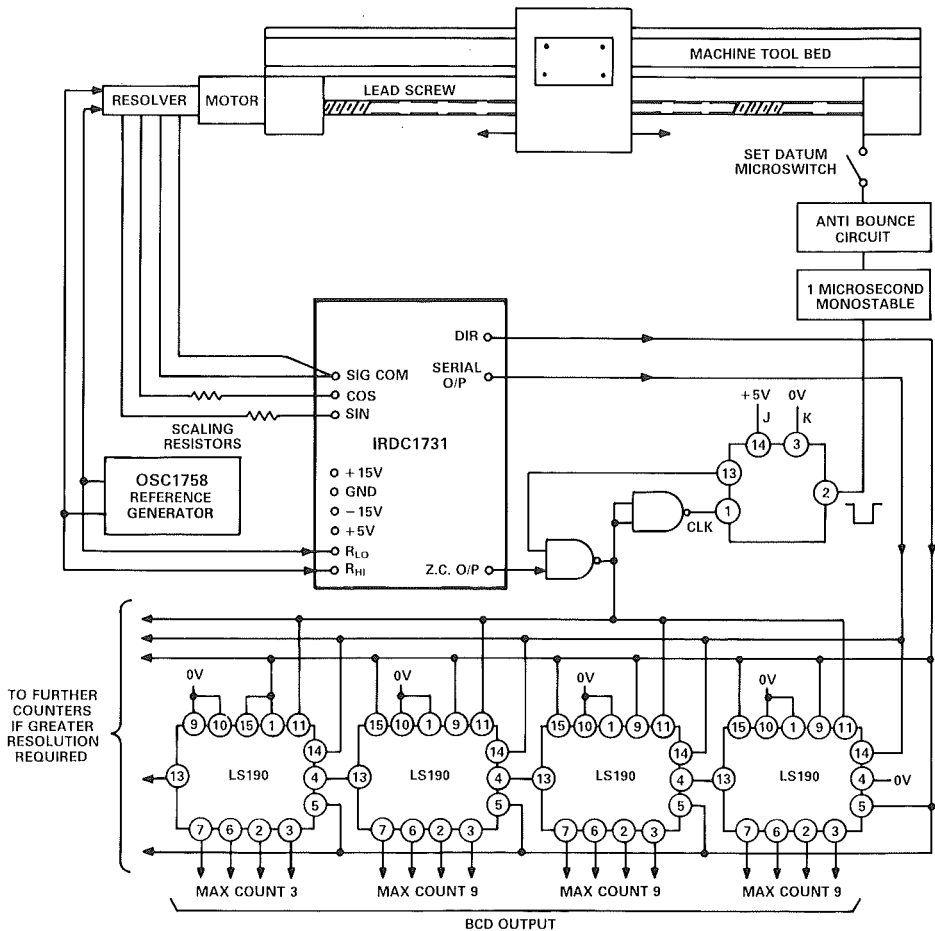 MACHINE TOOL BED
RESOLVER
MOTOR
LEAD SCREW
SET DATUM
MICROSWITCH
ANTI BOUNCE
CIRCUIT
1 MICROSECOND
MONOSTABLE
DIR
SERIAL
O/P
SIG COM
COS
SIN
SCALING
RESISTORS
IRDC1731
+5V
0V
J
K
14
3
13
2
1
CLK
OSC1758
REFERENCE
GENERATOR
+15V
GND
−15V
+5V
RLO
RHI
Z.C. O/P
TO FURTHER
COUNTERS
IF GREATER
RESOLUTION
REQUIRED
0V
0V
0V
0V
9 10 15 1 11
15 10 1 9 11
15 10 1 9 11
15 10 1 9 11
14
14
14
14
13 LS190 4
13 LS190 4
13 LS190 4
13 LS190 4 0V
5
5
5
5
7 6 2 3
7 6 2 3
7 6 2 3
7 6 2 3
MAX COUNT 3
MAX COUNT 9
MAX COUNT 9
MAX COUNT 9
BCD OUTPUT